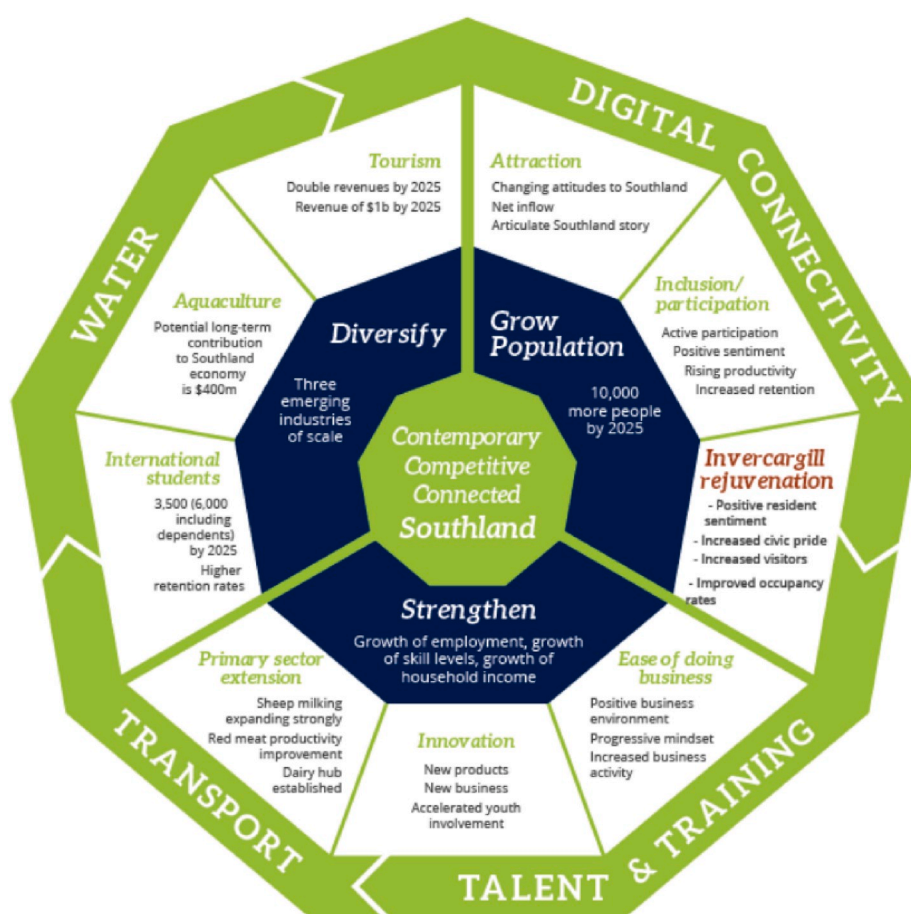 DIGITAL CONNECTIVITY
WATER
TRANSPORT
TALENT & TRAINING
Tourism
Double revenues by 2025
Revenue of $1b by 2025
Attraction
Changing attitudes to Southland
Net inflow
Articulate Southland story
Aquaculture
Potential long-term
contribution
to Southland
economy
is $400m
Inclusion/
participation
Active participation
Positive sentiment
Rising productivity
Increased retention
Diversify
Three
emerging
industries
of scale
Grow
Population
10,000
more people
by 2025
Contemporary
Competitive
Connected
Southland
International
students
3,500 (6,000
including
dependents)
by 2025
Higher
retention rates
Invercargill
rejuvenation
- Positive resident
sentiment
- Increased civic pride
- Increased visitors
- Improved occupancy
rates
Strengthen
Growth of employment, growth
of skill levels, growth of
household income
Primary sector
extension
Sheep milking
expanding strongly
Red meat productivity
improvement
Dairy hub
established
Innovation
New products
New business
Accelerated youth
involvement
Ease of doing
business
Positive business
environment
Progressive mindset
Increased business
activity